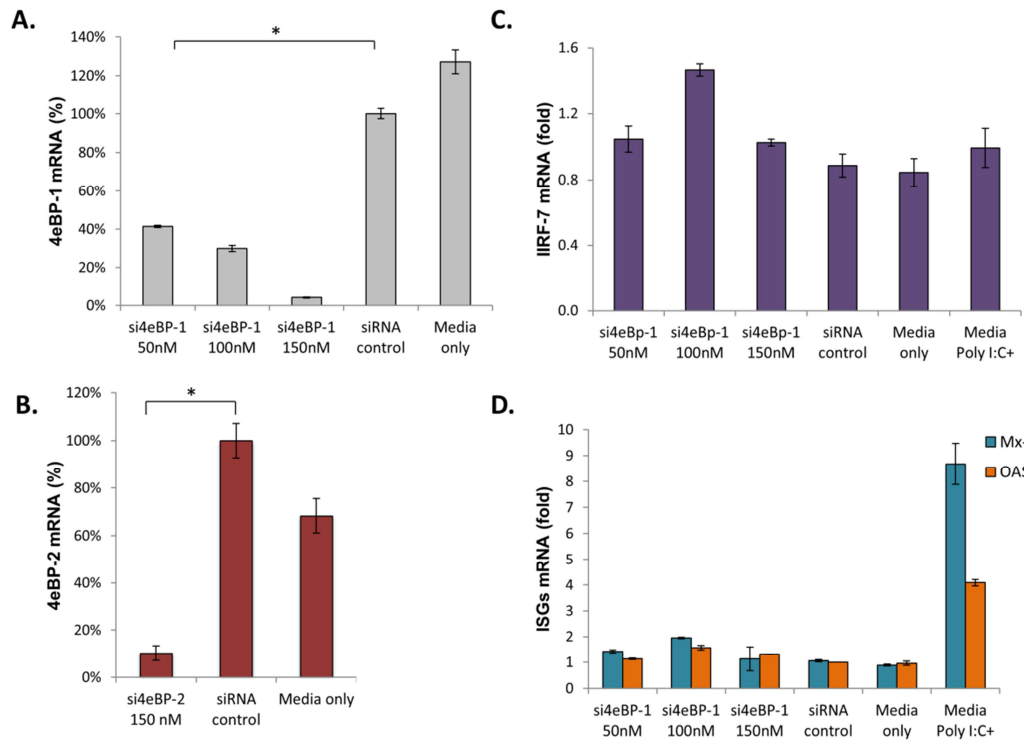 A.
4eBP-1 mRNA (%)
140%
120%
100%
80%
60%
40%
20%
0%
*
si4eBP-1 si4eBP-1 si4eBP-1 siRNA Media
50nM 100nM 150nM control only
B.
4eBP-2 mRNA (%)
120%
100%
80%
60%
40%
20%
0%
*
si4eBP-2 siRNA Media only
150 nM control
C.
IIRF-7 mRNA (fold)
1.6
1.2
0.8
0.4
0.0
si4eBp-1 si4eBp-1 si4eBp-1 siRNA Media Media
50nM 100nM 150nM control only Poly I:C+
D.
ISGs mRNA (fold)
10
9
8
7
6
5
4
3
2
1
0
Mx-
OAS
si4eBP-1 si4eBP-1 si4eBP-1 siRNA Media Media
50nM 100nM 150nM control only Poly I:C+